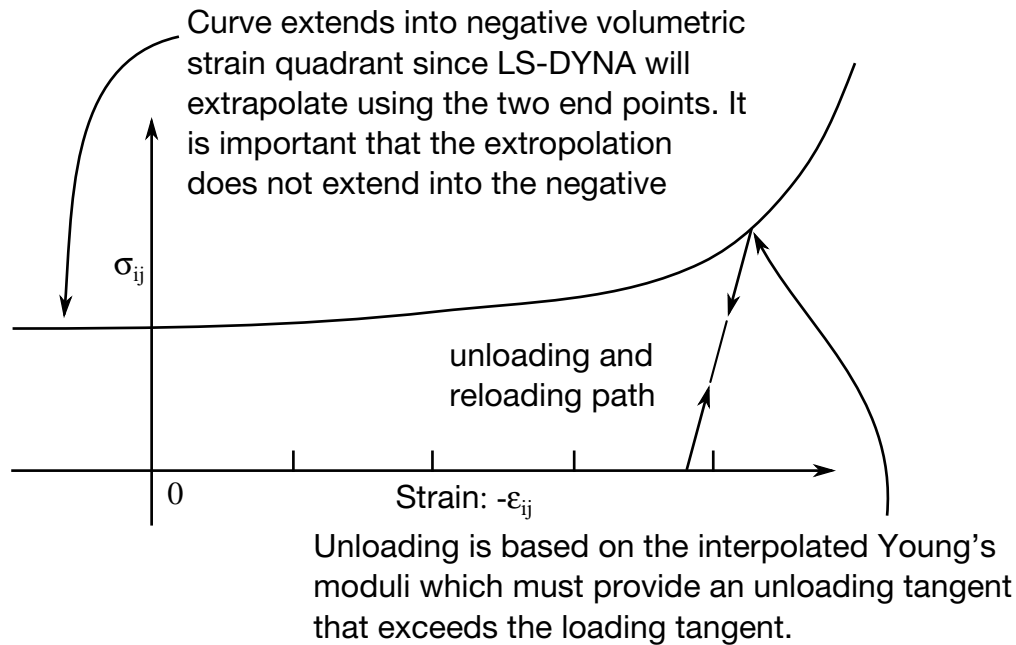 Curve extends into negative volumetric
strain quadrant since LS-DYNA will
extrapolate using the two end points. It
is important that the extropolation
does not extend into the negative
σij
unloading and
reloading path
0
Strain: -εij
Unloading is based on the interpolated Young’s
moduli which must provide an unloading tangent
that exceeds the loading tangent.